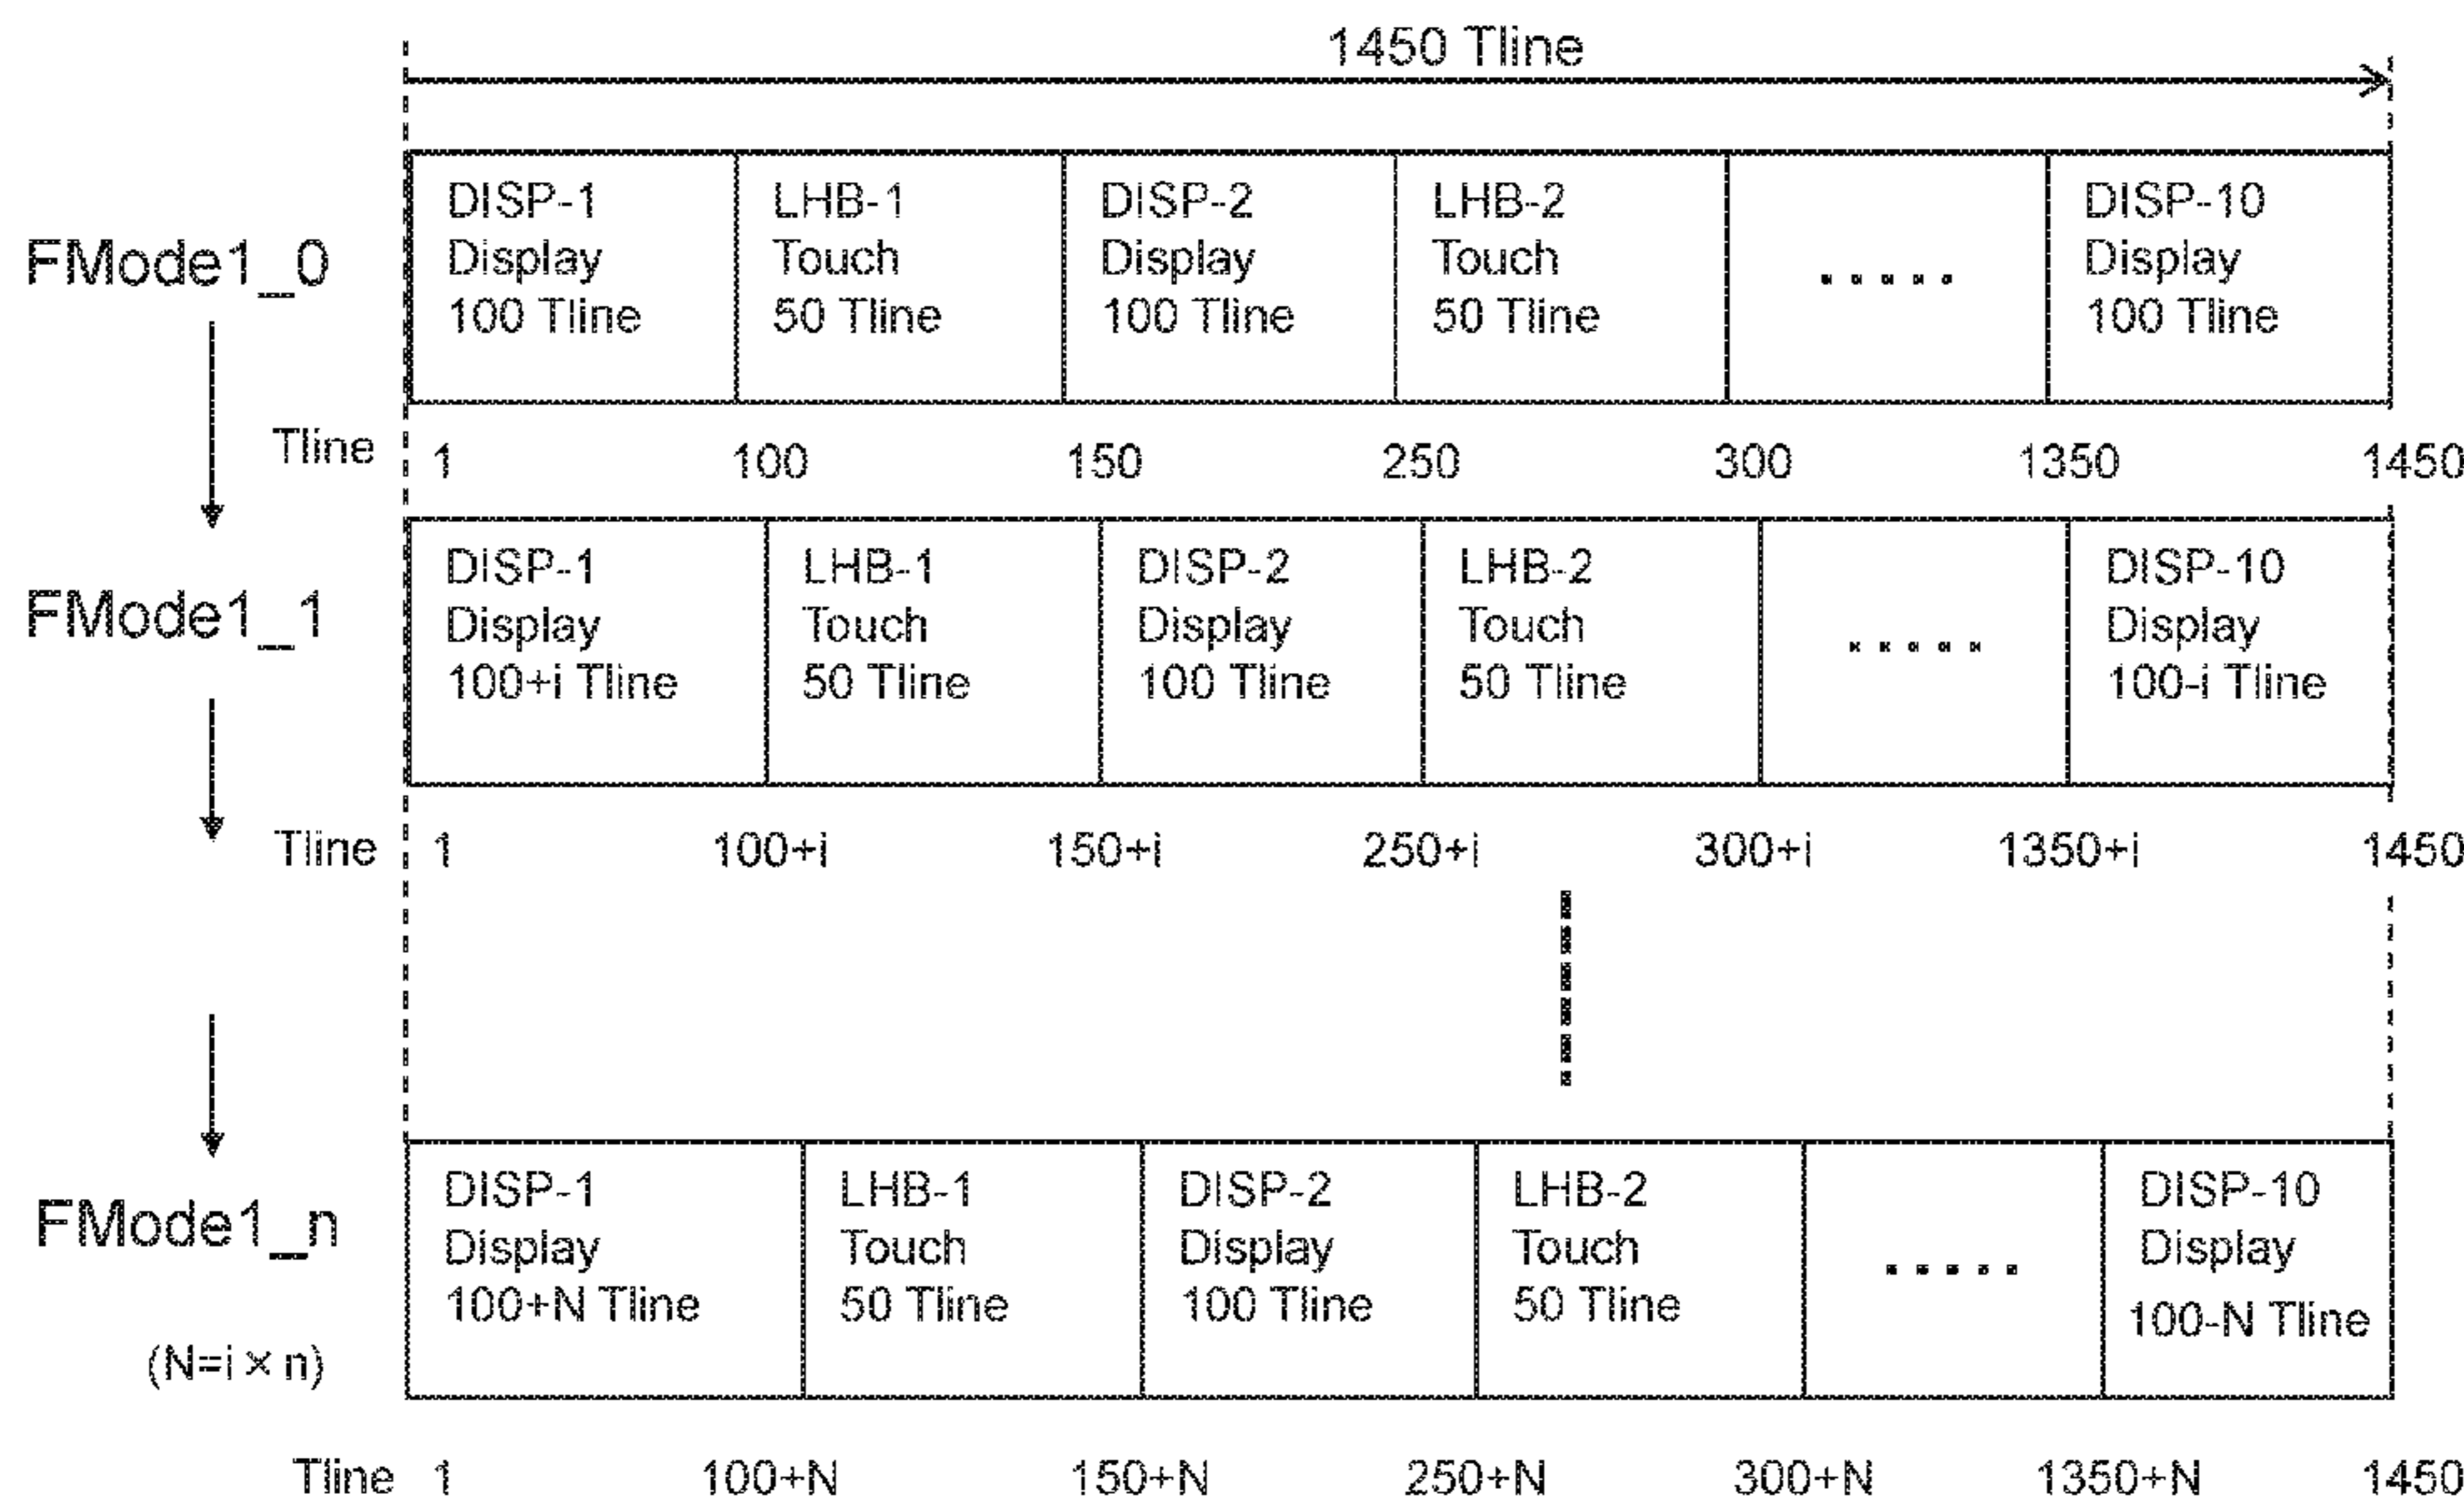 1450 Tline
FMode1_0
DISP-1
Display
100 Tline
LHB-1
Touch
50 Tline
DISP-2
Display
100 Tline
LHB-2
Touch
50 Tline
.....
DISP-10
Display
100 Tline
Tline 1 100 150 250 300 1350 1450
FMode1_1
DISP-1
Display
100+i Tline
LHB-1
Touch
50 Tline
DISP-2
Display
100 Tline
LHB-2
Touch
50 Tline
.....
DISP-10
Display
100-i Tline
Tline 1 100+i 150+i 250+i 300+i 1350+i 1450
FMode1_n
(N=i × n)
DISP-1
Display
100+N Tline
LHB-1
Touch
50 Tline
DISP-2
Display
100 Tline
LHB-2
Touch
50 Tline
.....
DISP-10
Display
100-N Tline
Tline 1 100+N 150+N 250+N 300+N 1350+N 1450